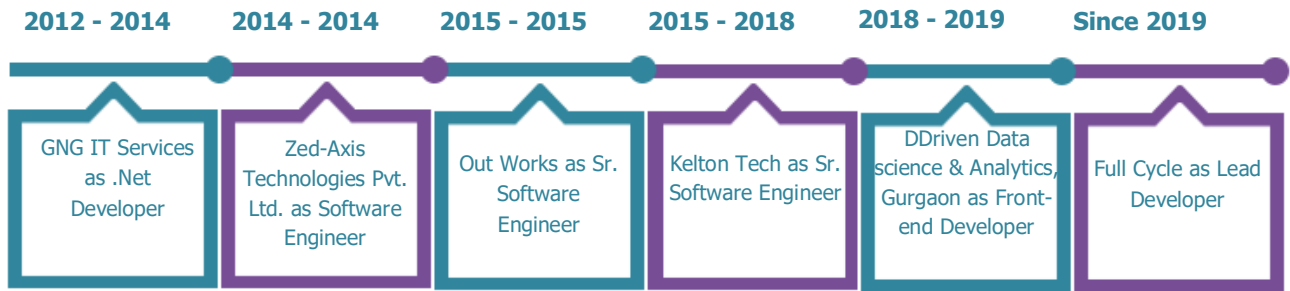 2012 - 2014
2014 - 2014
2015 - 2015
2015 - 2018
2018 - 2019
Since 2019
GNG IT Services
as .Net
Developer
Zed-Axis
Technologies Pvt.
Ltd. as Software
Engineer
Out Works as Sr.
Software
Engineer
Kelton Tech as Sr.
Software Engineer
DDriven Data
science & Analytics,
Gurgaon as Front-
end Developer
Full Cycle as Lead
Developer